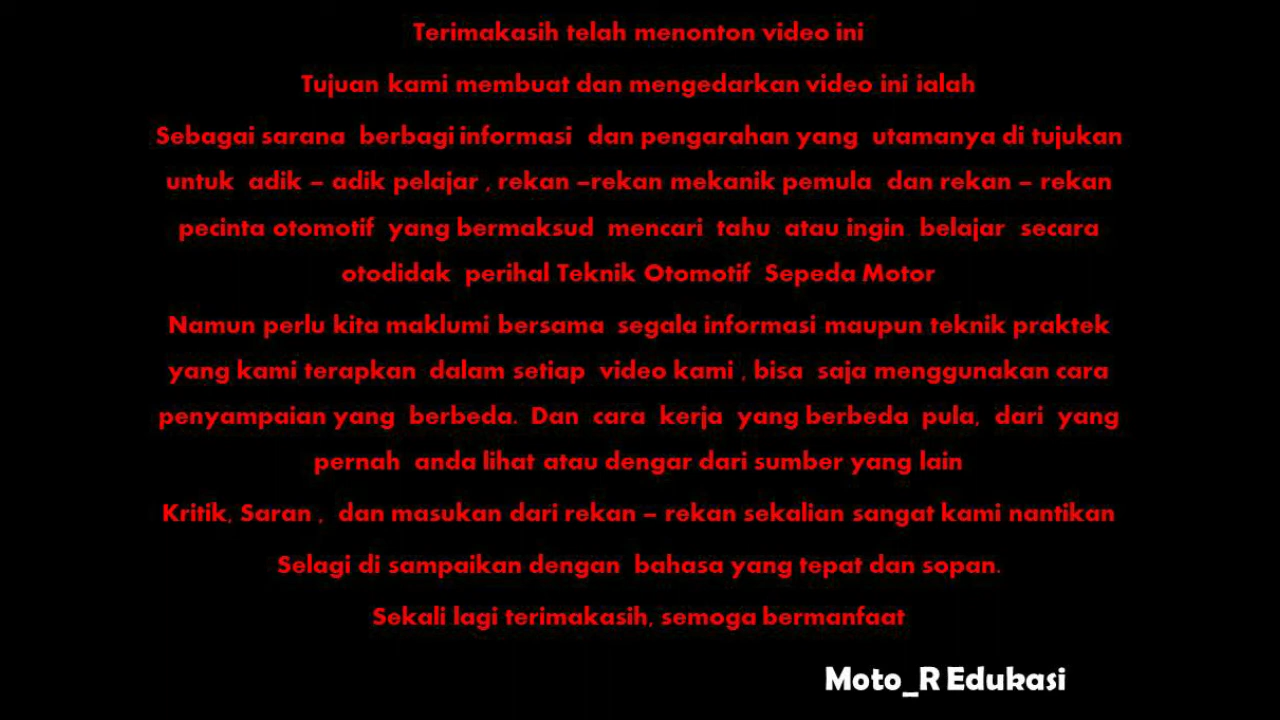 Terimakasih telah menonton video ini
Tujuan kami membuat dan mengedarkan video ini ialah
Sebagai sarana berbagi informasi dan pengarahan yang utamanya di tujukan
untuk adik – adik pelajar , rekan –rekan mekanik pemula dan rekan – rekan
pecinta otomotif yang bermaksud mencari tahu atau ingin belajar secara
otodidak perihal Teknik Otomotif Sepeda Motor
Namun perlu kita maklumi bersama segala informasi maupun teknik praktek
yang kami terapkan dalam setiap video kami , bisa saja menggunakan cara
penyampaian yang berbeda. Dan cara kerja yang berbeda pula, dari yang
pernah anda lihat atau dengar dari sumber yang lain
Kritik, Saran , dan masukan dari rekan – rekan sekalian sangat kami nantikan
Selagi di sampaikan dengan bahasa yang tepat dan sopan.
Sekali lagi terimakasih, semoga bermanfaat
Moto_R Edukasi